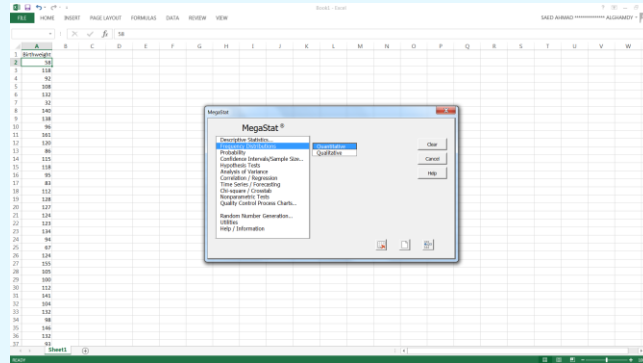 Book1 - Excel
FILE HOME INSERT PAGE LAYOUT FORMULAS DATA REVIEW VIEW
SAED AHMAD ************** ALGHAMDY
fx 58
A B C D E F G H I J K L M N O P Q R S T U V W
1 Birthweight
2 58
3 118
4 92
5 108
6 132
7 32
8 140
9 138
10 96
11 161
12 120
13 86
14 115
15 118
16 95
17 83
18 112
19 128
20 127
21 124
22 123
23 134
24 94
25 67
26 124
27 155
28 105
29 100
30 112
31 141
32 104
33 132
34 98
35 146
36 132
37 93
MegaStat
MegaStat ®
Descriptive Statistics...
Frequency Distributions
Probability
Confidence Intervals/Sample Size...
Hypothesis Tests
Analysis of Variance
Correlation / Regression
Time Series / Forecasting
Chi-square / Crosstab
Nonparametric Tests
Quality Control Process Charts...
Random Number Generation...
Utilities
Help / Information
Quantitative
Qualitative
Clear
Cancel
Help
Sheet1
READY